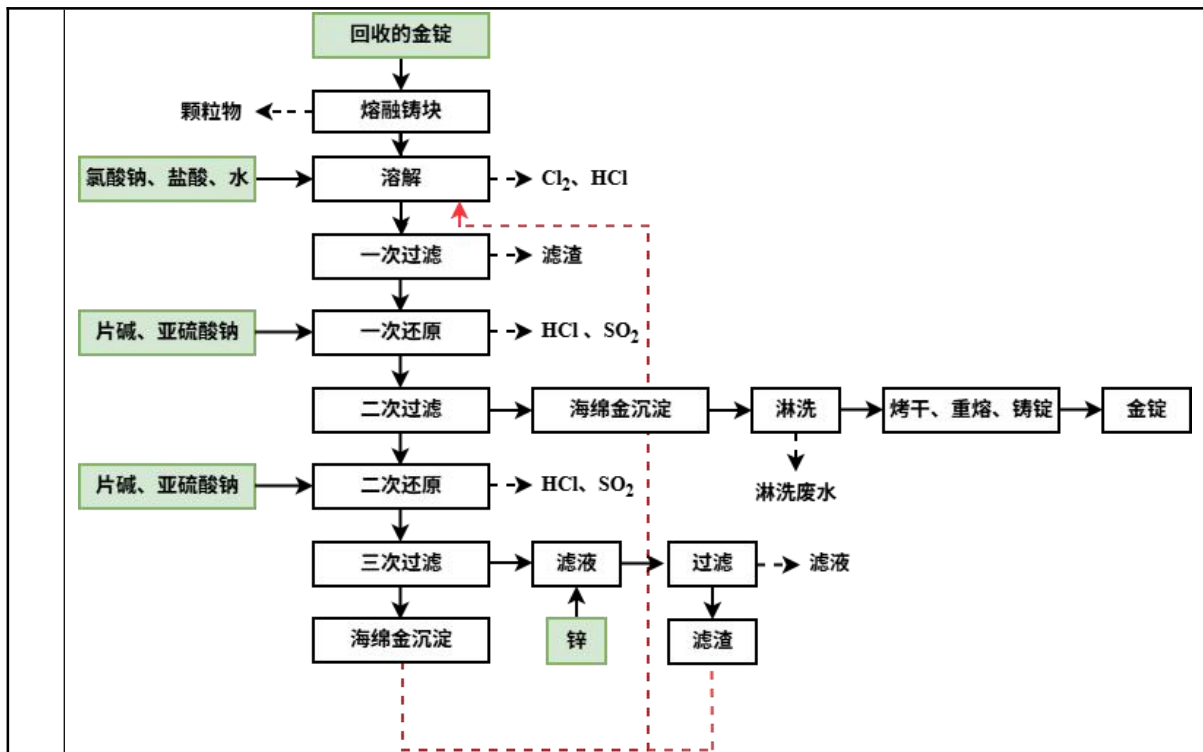 回收的金锭
颗粒物
熔融铸块
氯酸钠、盐酸、水
溶解
Cl₂、HCl
一次过滤
滤渣
片碱、亚硫酸钠
一次还原
HCl 、SO₂
二次过滤
海绵金沉淀
淋洗
烤干、重熔、铸锭
金锭
片碱、亚硫酸钠
二次还原
HCl、SO₂
淋洗废水
三次过滤
滤液
过滤
滤液
海绵金沉淀
锌
滤渣